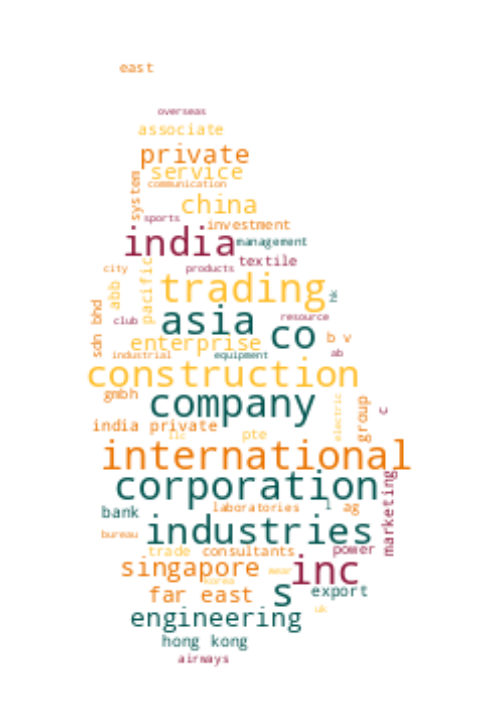 east
overseas
associate
private
service
communication
system
china
sports
investment
india
management
textile
city
products
pacific
abb
trading
hk
sdn bhd
club
asia
resource
co
b v
enterprise
industrial
equipment
ab
construction
gmbh
company
electric
group
c
india private
llc
pte
international
corporation
marketing
bank
laboratories
l
ag
industries
bureau
trade
consultants
power
singapore
wear
inc
korea
far east
s
export
uk
engineering
hong kong
airways